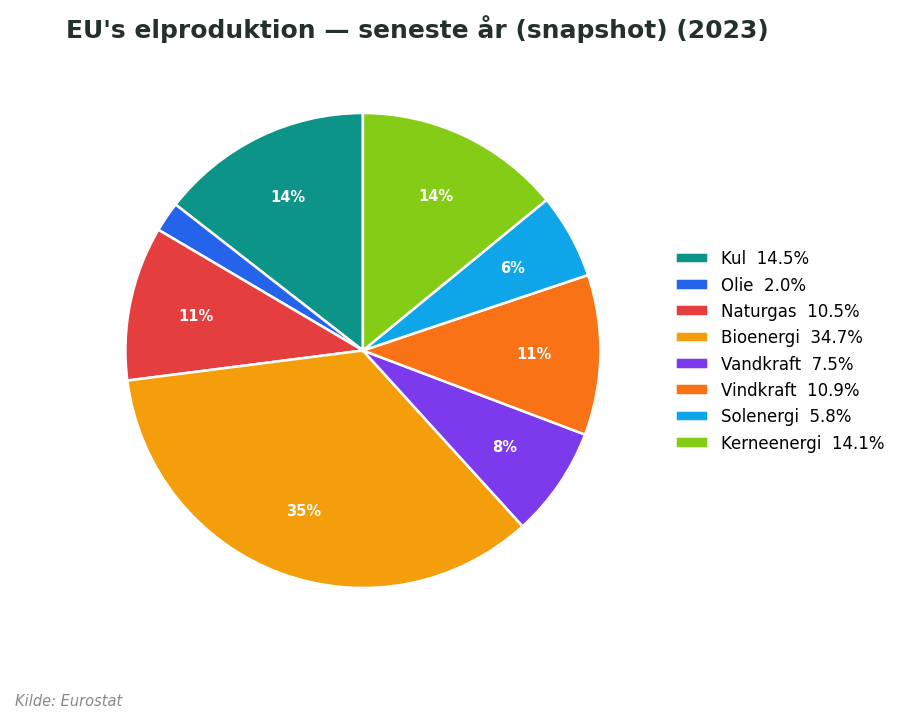 EU's elproduktion — seneste år (snapshot) (2023)
14%
14%
6%
11%
11%
8%
35%
Kul 14.5%
Olie 2.0%
Naturgas 10.5%
Bioenergi 34.7%
Vandkraft 7.5%
Vindkraft 10.9%
Solenergi 5.8%
Kerneenergi 14.1%
Kilde: Eurostat